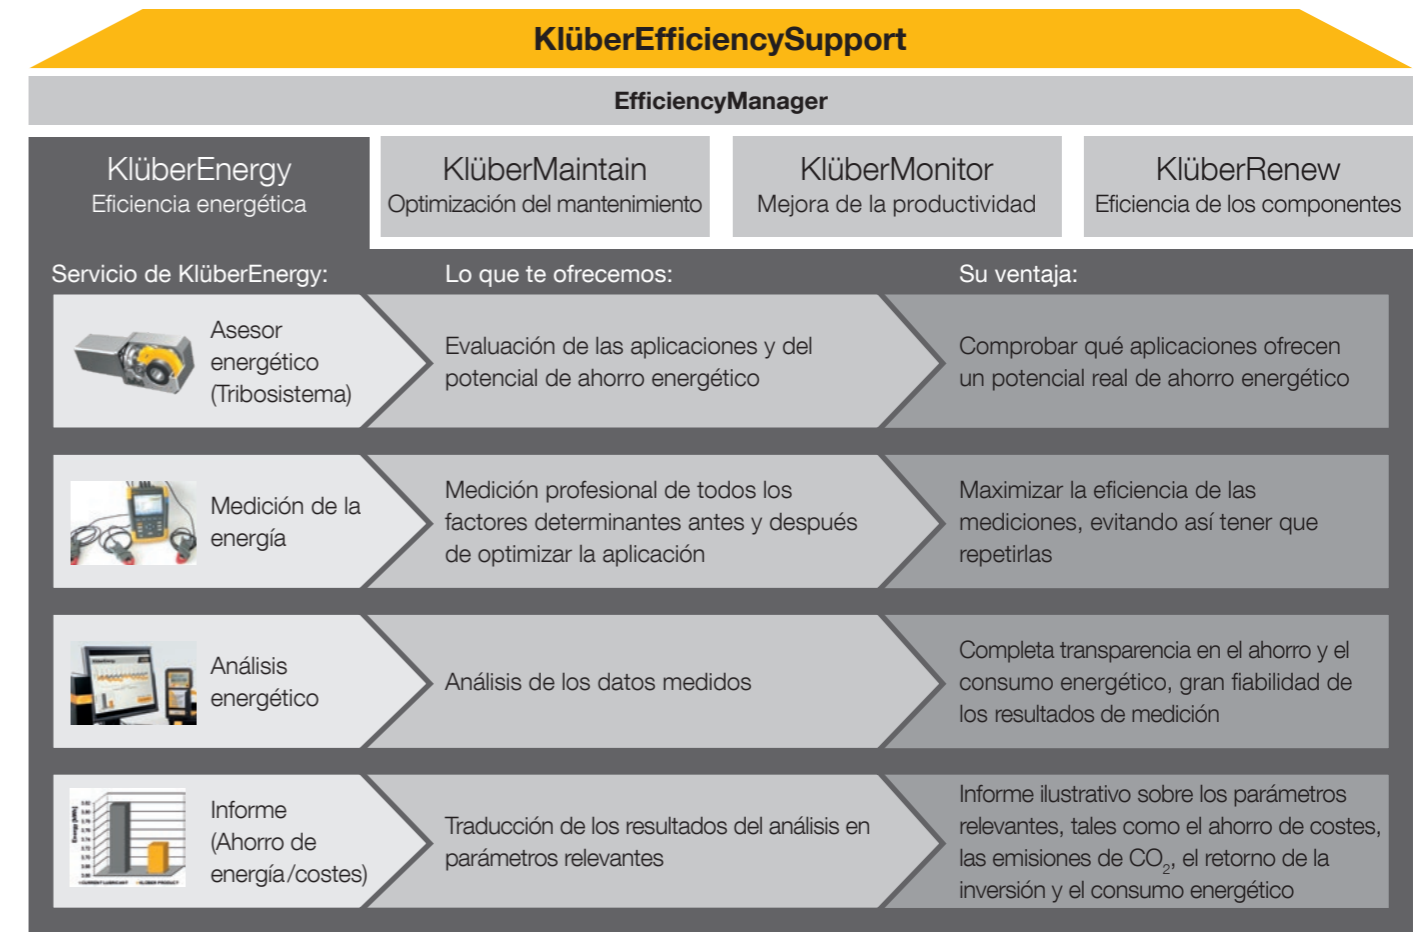 KlüberEfficiencySupport
EfficiencyManager
KlüberEnergy
Eficiencia energética
KlüberMaintain
Optimización del mantenimiento
KlüberMonitor
Mejora de la productividad
KlüberRenew
Eficiencia de los componentes
Servicio de KlüberEnergy:
Lo que te ofrecemos:
Su ventaja:
Asesor
energético
(Tribosistema)
Evaluación de las aplicaciones y del
potencial de ahorro energético
Comprobar qué aplicaciones ofrecen
un potencial real de ahorro energético
Medición de la
energía
Medición profesional de todos los
factores determinantes antes y después
de optimizar la aplicación
Maximizar la eficiencia de las
mediciones, evitando así tener que
repetirlas
Análisis
energético
Análisis de los datos medidos
Completa transparencia en el ahorro y el
consumo energético, gran fiabilidad de
los resultados de medición
Energy [kWh]
CURRENT LUBRICANT KLÜBER PRODUCT
Informe
(Ahorro de
energía/costes)
Traducción de los resultados del análisis en
parámetros relevantes
Informe ilustrativo sobre los parámetros
relevantes, tales como el ahorro de costes,
las emisiones de CO₂, el retorno de la
inversión y el consumo energético